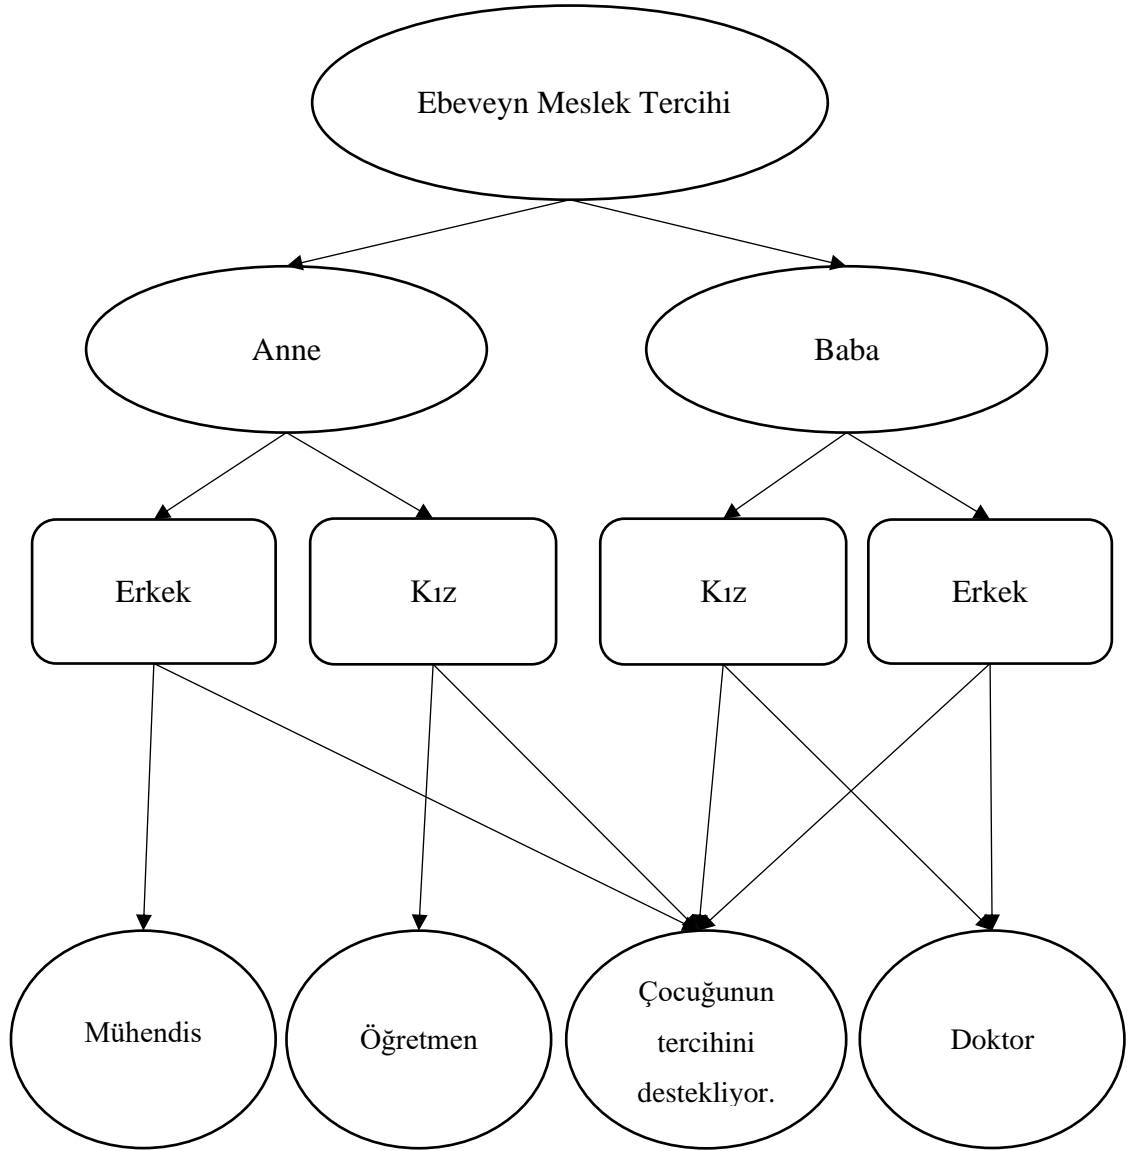 Ebeveyn Meslek Tercihi
Anne
Baba
Erkek
Kız
Kız
Erkek
Mühendis
Öğretmen
Çocuğunun
tercihini
destekliyor.
Doktor